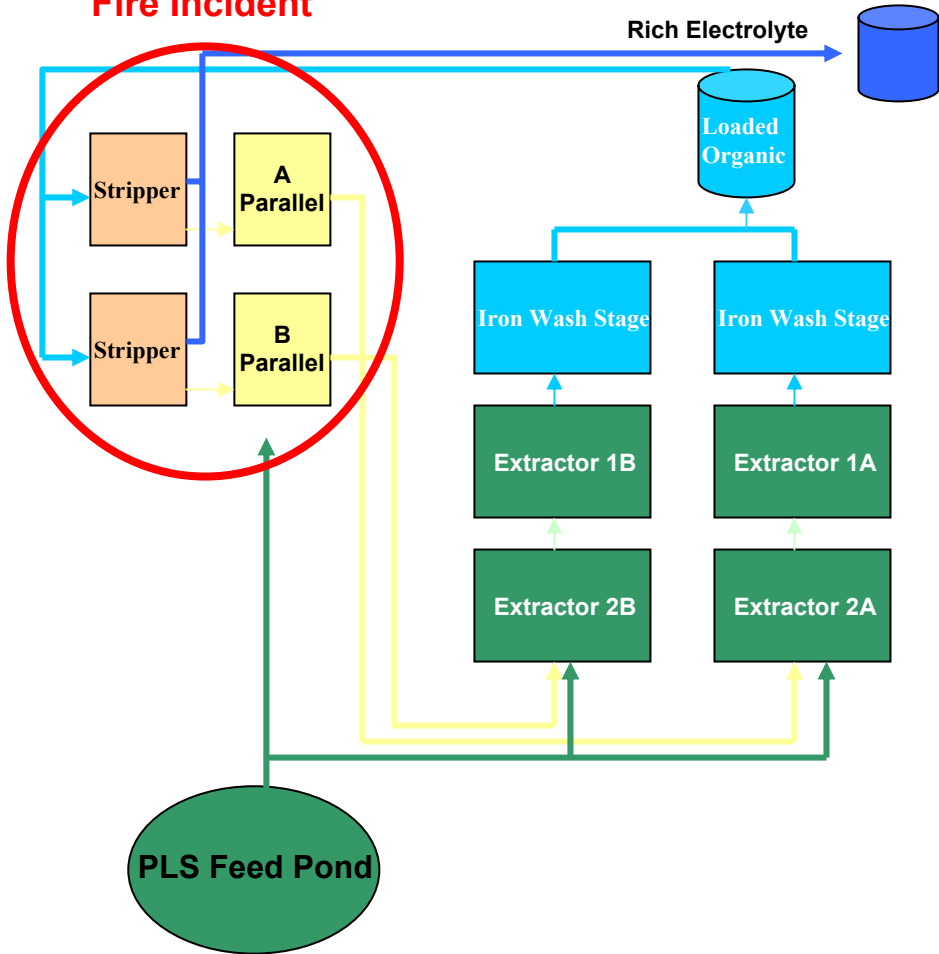 Fire Incident
Rich Electrolyte
Loaded
Organic
Stripper
A
Parallel
Stripper
B
Parallel
Iron Wash Stage
Iron Wash Stage
Extractor 1B
Extractor 1A
Extractor 2B
Extractor 2A
PLS Feed Pond